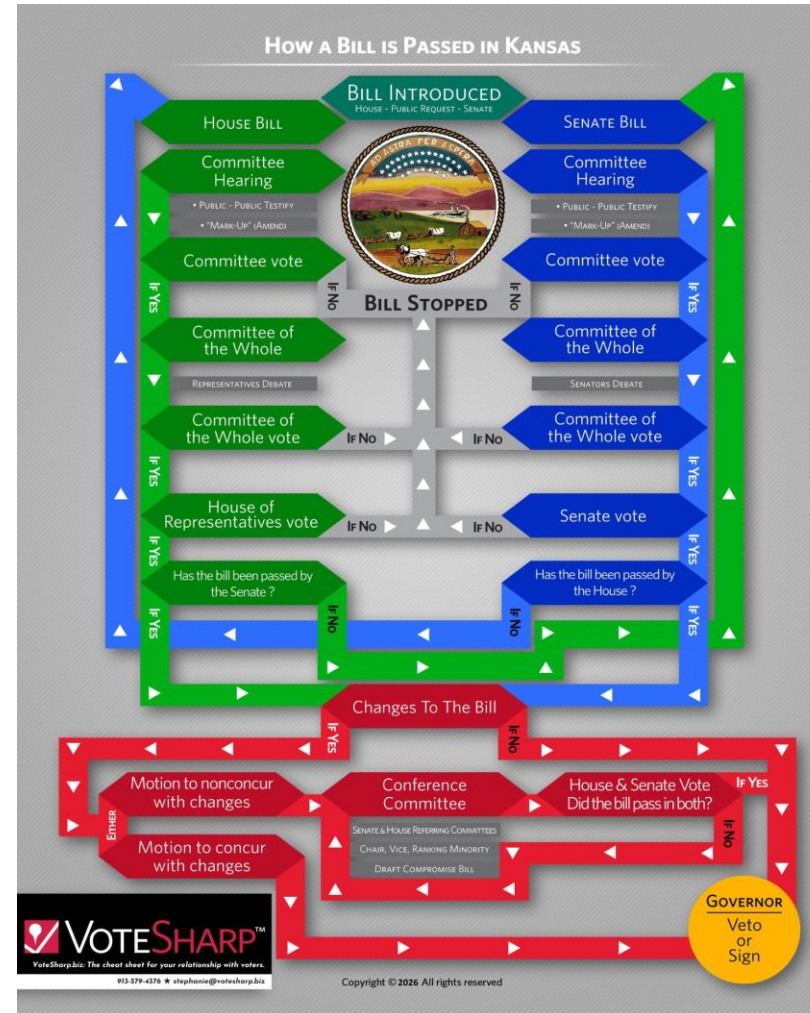 How a Bill is Passed in Kansas
Bill Introduced
House - Public Request - Senate
House Bill
Senate Bill
AD ASTRA PER ASPERA
Committee
Hearing
• Public - Public Testify
• "Mark-Up" (Amend)
Committee
Hearing
• Public - Public Testify
• "Mark-Up" (Amend)
Committee vote
If No
Bill Stopped
If No
Committee vote
If Yes
If Yes
Committee of
the Whole
Representatives Debate
Committee of
the Whole
Senators Debate
Committee of
the Whole vote
If No
If No
Committee of
the Whole vote
If Yes
If Yes
House of
Representatives vote
If No
If No
Senate vote
If Yes
If Yes
Has the bill been passed by
the Senate ?
Has the bill been passed by
the House ?
If Yes
If No
If No
If Yes
Changes To The Bill
If Yes
If No
Motion to nonconcur
with changes
Conference
Committee
House & Senate Vote
Did the bill pass in both?
If Yes
If No
Either
Senate & House Referring Committees
Chair, Vice, Ranking Minority
Draft Compromise Bill
Motion to concur
with changes
Governor
Veto
or
Sign
VoteSharp™
VoteSharp.biz: The cheat sheet for your relationship with voters.
913-579-4376 ★ stephanie@votesharp.biz
Copyright © 2026 All rights reserved